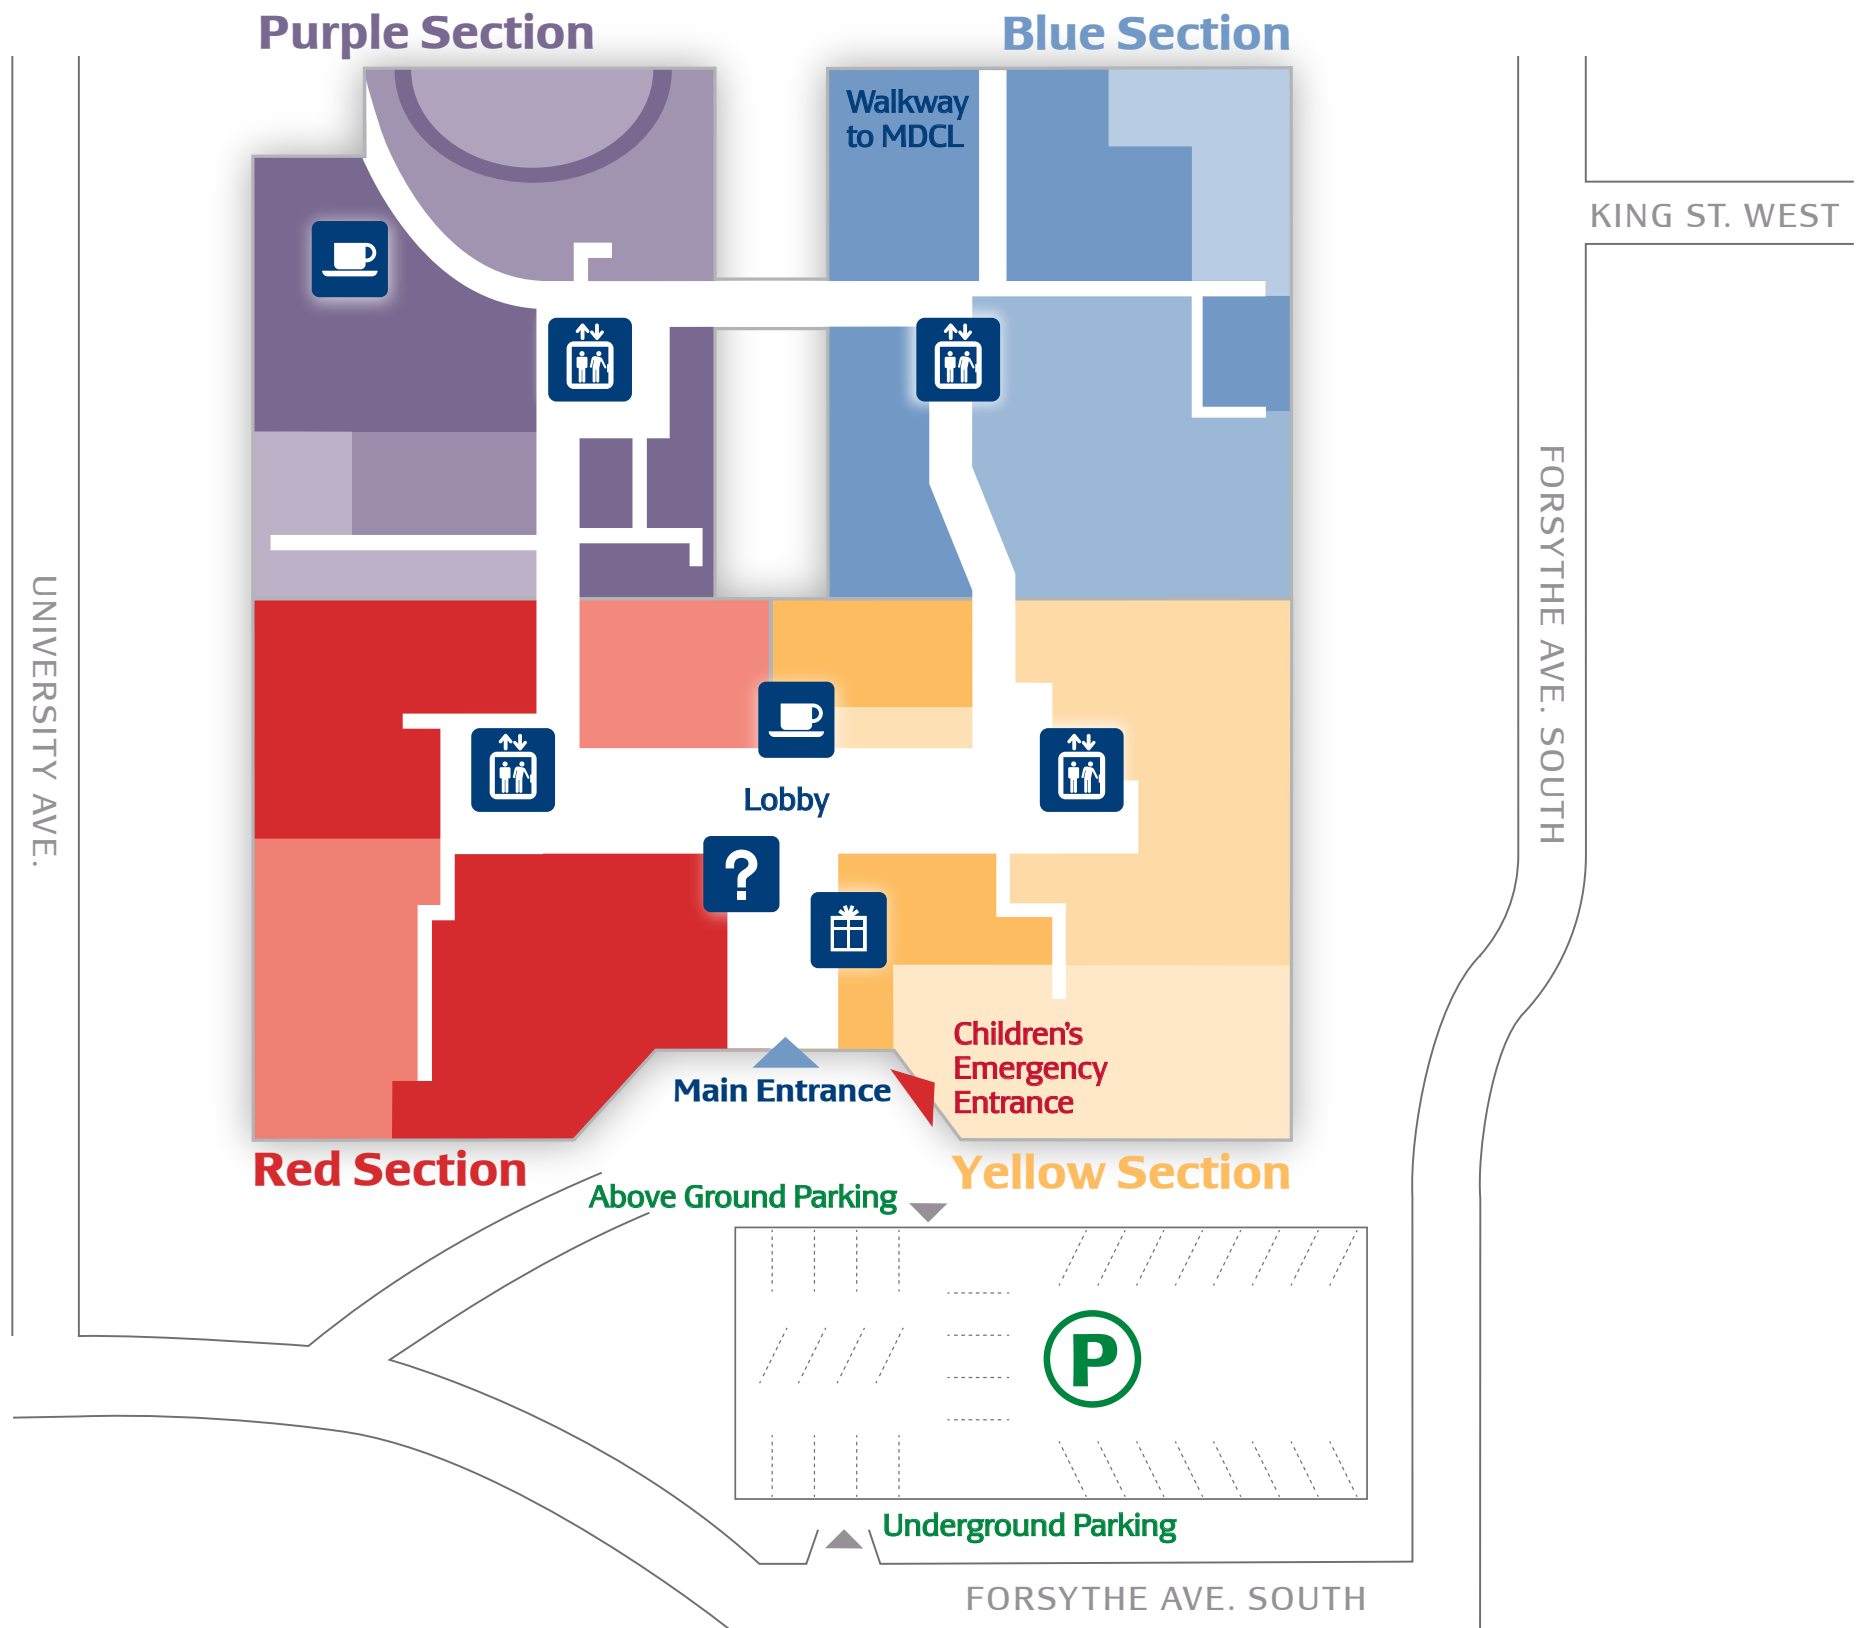 Purple Section
Blue Section
Walkway
to MDCL
KING ST. WEST
FORSYTHE AVE. SOUTH
UNIVERSITY AVE.
Lobby
?
Children's
Emergency
Entrance
Main Entrance
Red Section
Yellow Section
Above Ground Parking
P
Underground Parking
FORSYTHE AVE. SOUTH